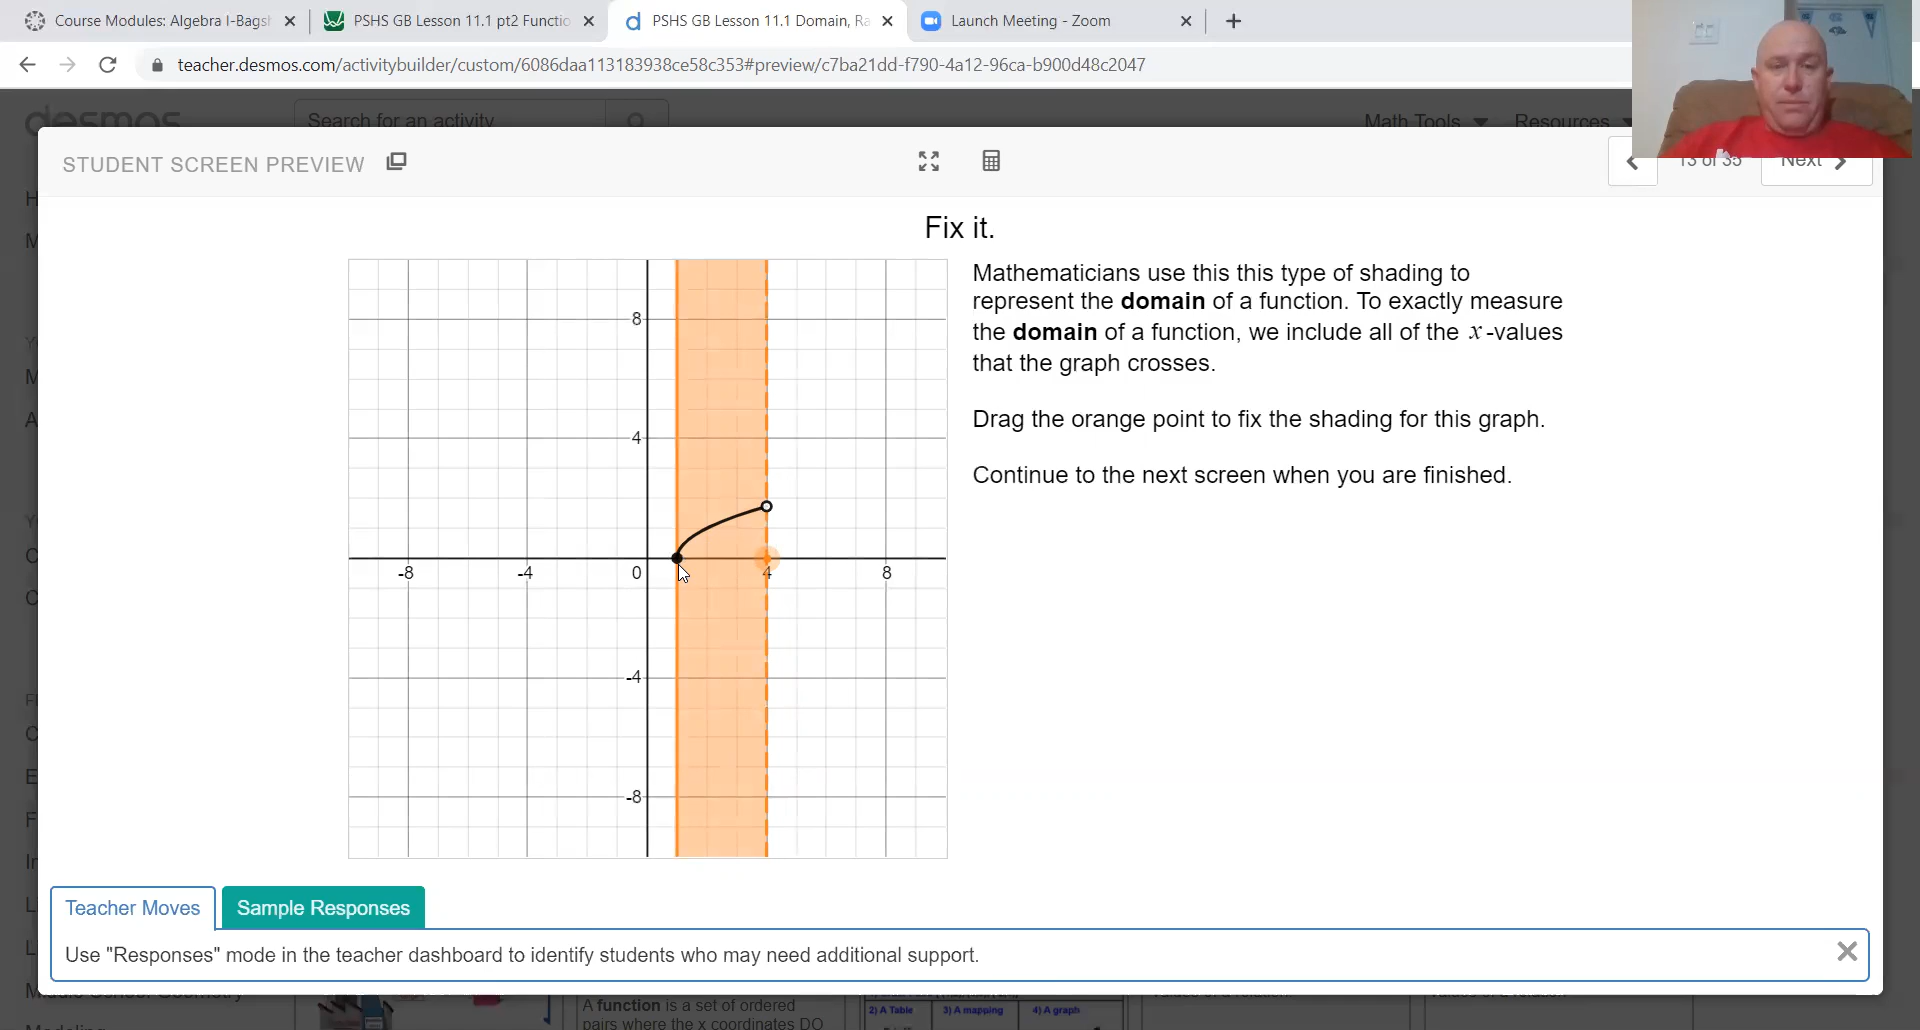 Course Modules: Algebra I-Bagsh
PSHS GB Lesson 11.1 pt2 Functio
PSHS GB Lesson 11.1 Domain, Ra
Launch Meeting - Zoom
teacher.desmos.com/activitybuilder/custom/6086daa113183938ce58c353#preview/c7ba21dd-f790-4a12-96ca-b900d48c2047
desmos
Search for an activity
Math Tools
Resources
STUDENT SCREEN PREVIEW
13 of 35
Next
Fix it.
Mathematicians use this this type of shading to
represent the domain of a function. To exactly measure
the domain of a function, we include all of the x-values
that the graph crosses.
Drag the orange point to fix the shading for this graph.
Continue to the next screen when you are finished.
8
4
-8
-4
0
4
8
-4
-8
Teacher Moves
Sample Responses
Use "Responses" mode in the teacher dashboard to identify students who may need additional support.
A function is a set of ordered
pairs where the x coordinates DO
2) A Table
3) A mapping
4) A graph
Modeling